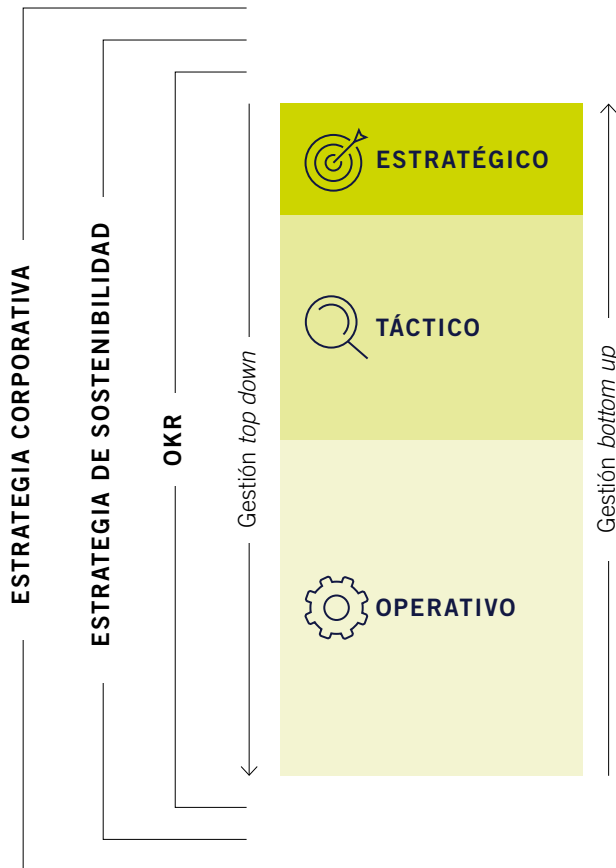 ESTRATEGIA CORPORATIVA
ESTRATEGIA DE SOSTENIBILIDAD
OKR
Gestión top down
ESTRATÉGICO
TÁCTICO
OPERATIVO
Gestión bottom up